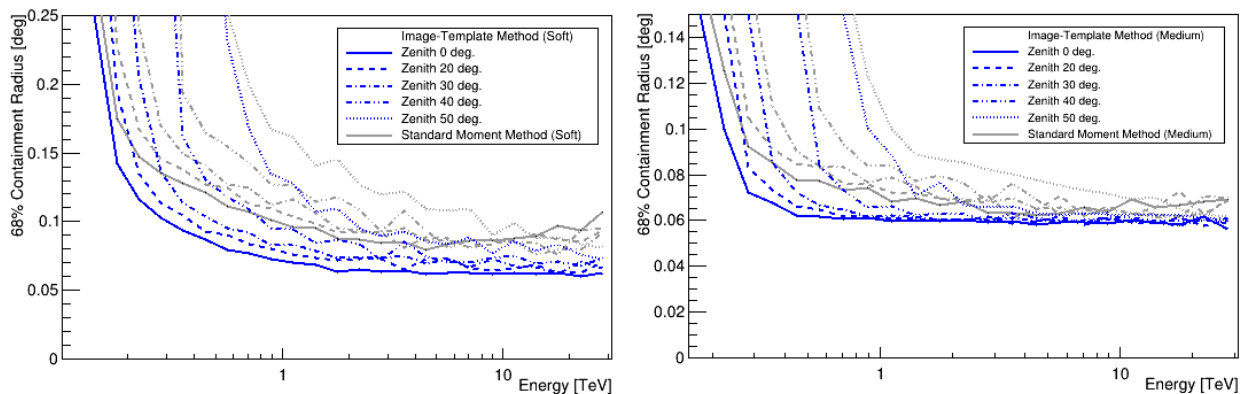 68% Containment Radius [deg]
0.25
0.2
0.15
0.1
0.05
0
1
10
Energy [TeV]
Image-Template Method (Soft)
Zenith 0 deg.
Zenith 20 deg.
Zenith 30 deg.
Zenith 40 deg.
Zenith 50 deg.
Standard Moment Method (Soft)
68% Containment Radius [deg]
0.14
0.12
0.1
0.08
0.06
0.04
0.02
0
1
10
Energy [TeV]
Image-Template Method (Medium)
Zenith 0 deg.
Zenith 20 deg.
Zenith 30 deg.
Zenith 40 deg.
Zenith 50 deg.
Standard Moment Method (Medium)